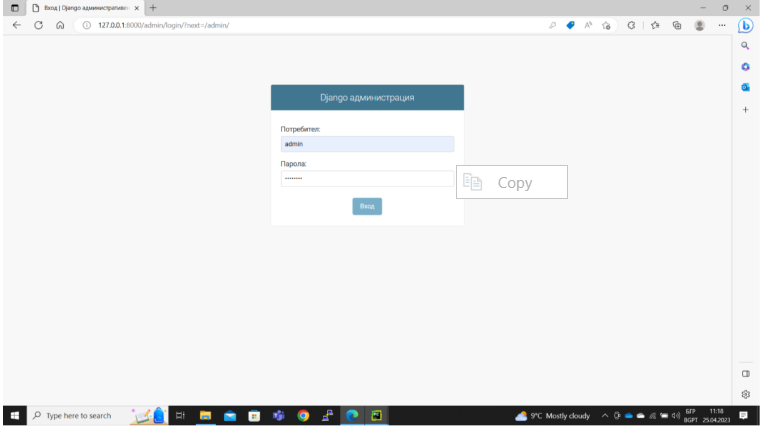 Вход | Django административен
127.0.0.1:8000/admin/login/?next=/admin/
Django администрация
Потребител:
admin
Парола:
••••••••
Copy
Вход
Type here to search
9°C Mostly cloudy
БГР
BGPT
11:18
25.04.2023